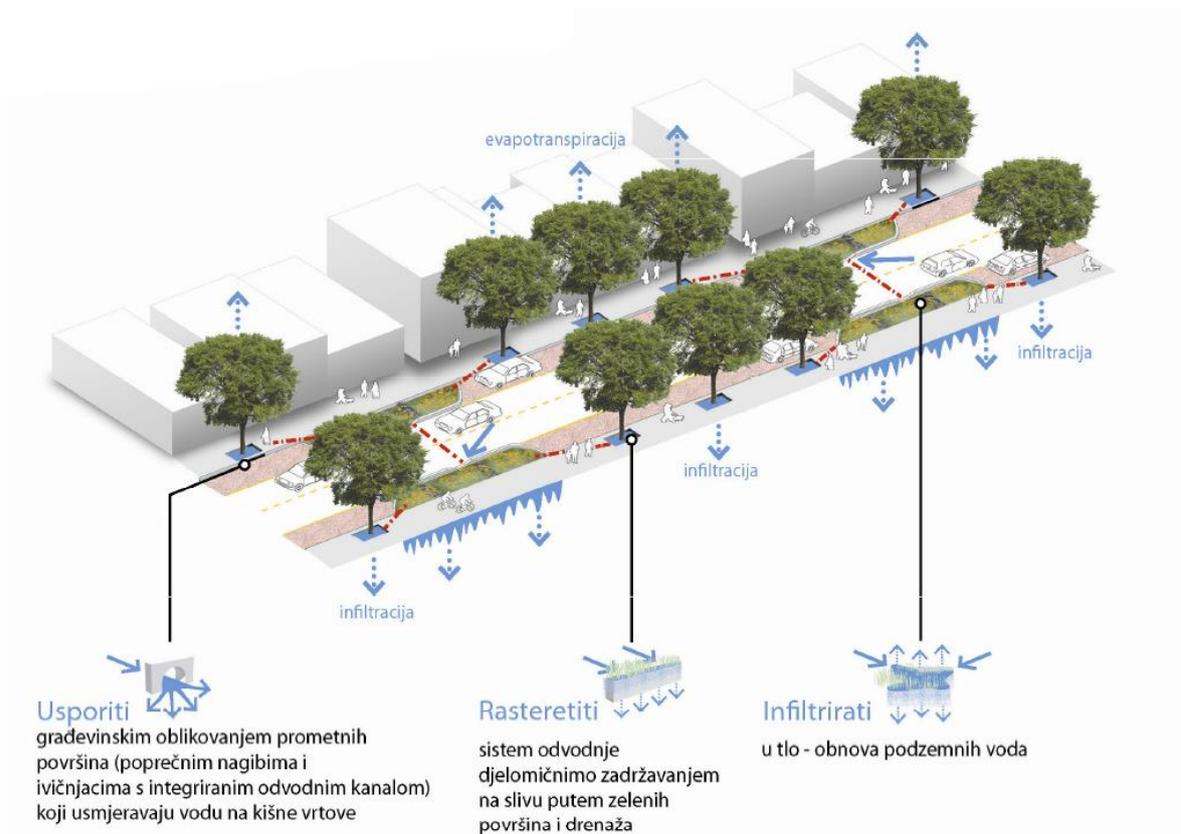 evapotranspiracija
infiltracija
infiltracija
infiltracija
Usporiti
građevinskim oblikovanjem prometnih
površina (poprečnim nagibima i
ivičnjacima s integriranim odvodnim kanalom)
koji usmjeravaju vodu na kišne vrtove
Rasteretiti
sistem odvodnje
djelomičnimo zadržavanjem
na slivu putem zelenih
površina i drenaža
Infiltrirati
u tlo - obnova podzemnih voda